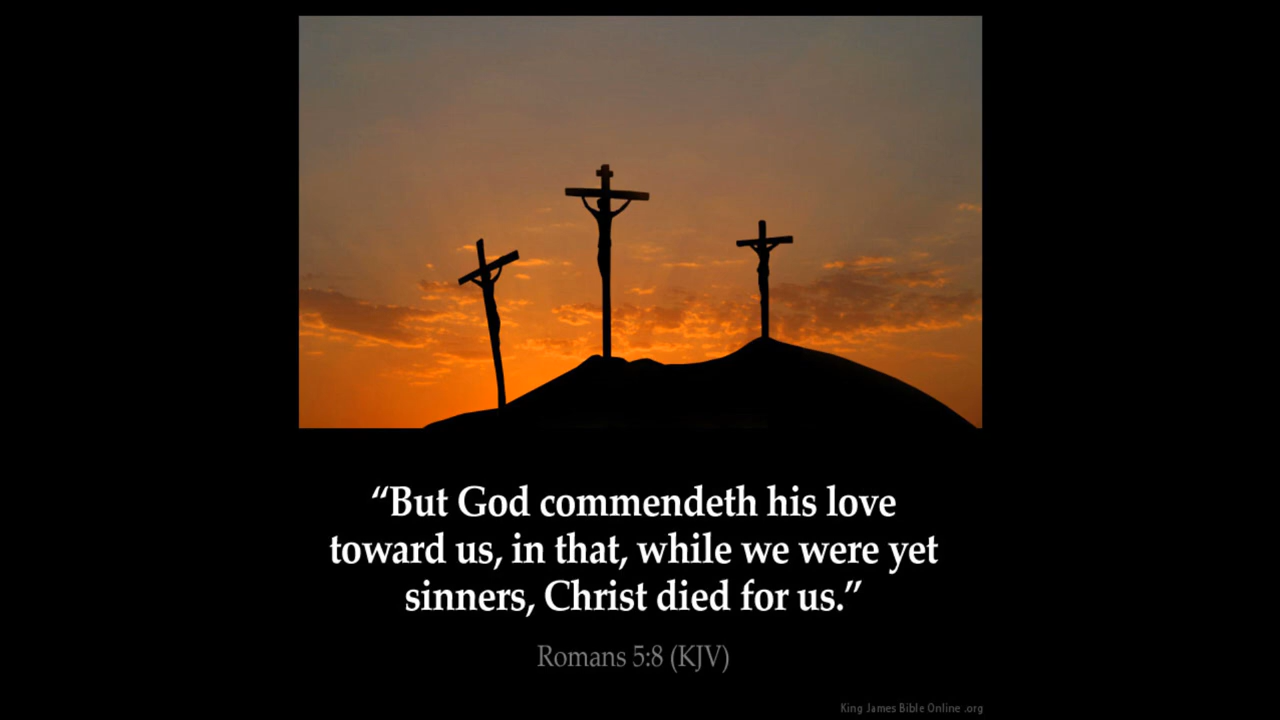 “But God commendeth his love
toward us, in that, while we were yet
sinners, Christ died for us.”
Romans 5:8 (KJV)
King James Bible Online .org